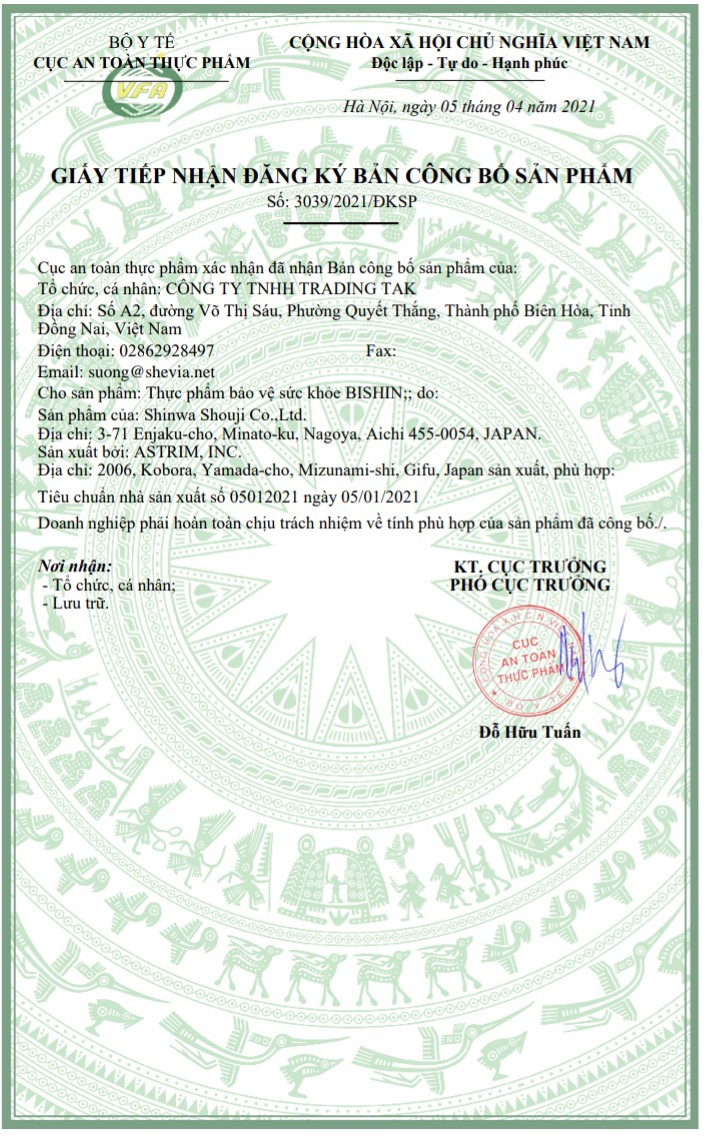 BỘ Y TẾ
CỤC AN TOÀN THỰC PHẨM
VFA
CỘNG HÒA XÃ HỘI CHỦ NGHĨA VIỆT NAM
Độc lập - Tự do - Hạnh phúc
Hà Nội, ngày 05 tháng 04 năm 2021
GIẤY TIẾP NHẬN ĐĂNG KÝ BẢN CÔNG BỐ SẢN PHẨM
Số: 3039/2021/ĐKSP
Cục an toàn thực phẩm xác nhận đã nhận Bản công bố sản phẩm của:
Tổ chức, cá nhân: CÔNG TY TNHH TRADING TAK
Địa chỉ: Số A2, đường Võ Thị Sáu, Phường Quyết Thắng, Thành phố Biên Hòa, Tỉnh
Đồng Nai, Việt Nam
Điện thoại: 02862928497 Fax:
Email: suong@shevia.net
Cho sản phẩm: Thực phẩm bảo vệ sức khỏe BISHIN;; do:
Sản phẩm của: Shinwa Shouji Co.,Ltd.
Địa chỉ: 3-71 Enjaku-cho, Minato-ku, Nagoya, Aichi 455-0054, JAPAN.
Sản xuất bởi: ASTRIM, INC.
Địa chỉ: 2006, Kobora, Yamada-cho, Mizunami-shi, Gifu, Japan sản xuất, phù hợp:
Tiêu chuẩn nhà sản xuất số 05012021 ngày 05/01/2021
Doanh nghiệp phải hoàn toàn chịu trách nhiệm về tính phù hợp của sản phẩm đã công bố./.
Nơi nhận:
- Tổ chức, cá nhân;
- Lưu trữ.
KT. CỤC TRƯỞNG
PHÓ CỤC TRƯỞNG
CỤC
AN TOÀN
THỰC PHẨM
BỘ Y TẾ
Đỗ Hữu Tuấn